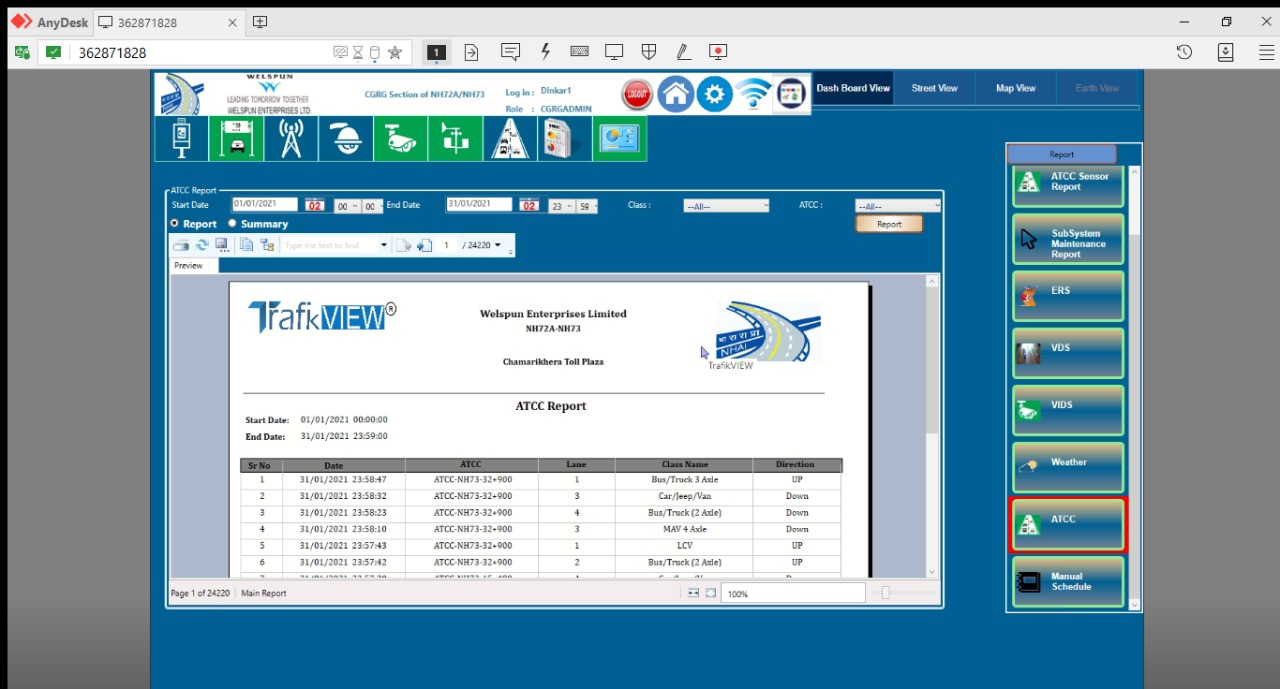 AnyDesk
362871828
362871828
1
WELSPUN
LEADING TOMORROW TOGETHER
WELSPUN ENTERPRISES LTD.
CGRG Section of NH72A/NH73
Log in : Dinkar1
Role : CGRGADMIN
LOGOUT
Dash Board View
Street View
Map View
Earth View
ATCC Report
Start Date
01/01/2021
02
00
00
End Date
31/01/2021
02
23
59
Class :
--All--
ATCC :
--All--
Report
Summary
Report
Type the text to find
1
/ 24220
Preview
TrafikVIEW®
Welspun Enterprises Limited
NH72A-NH73
Chamarikhera Toll Plaza
भा रा रा प्रा
NHAI
TrafikVIEW
ATCC Report
Start Date: 01/01/2021 00:00:00
End Date: 31/01/2021 23:59:00
Sr No Date ATCC Lane Class Name Direction
1 31/01/2021 23:58:47 ATCC-NH73-32+900 1 Bus/Truck 3 Axle UP
2 31/01/2021 23:58:32 ATCC-NH73-32+900 3 Car/Jeep/Van Down
3 31/01/2021 23:58:23 ATCC-NH73-32+900 4 Bus/Truck (2 Axle) Down
4 31/01/2021 23:58:10 ATCC-NH73-32+900 3 MAV 4 Axle Down
5 31/01/2021 23:57:43 ATCC-NH73-32+900 1 LCV UP
6 31/01/2021 23:57:42 ATCC-NH73-32+900 2 Bus/Truck (2 Axle) UP
Page 1 of 24220
Main Report
100%
Report
ATCC Sensor
Report
SubSystem
Maintenance
Report
ERS
VDS
VIDS
Weather
ATCC
Manual
Schedule